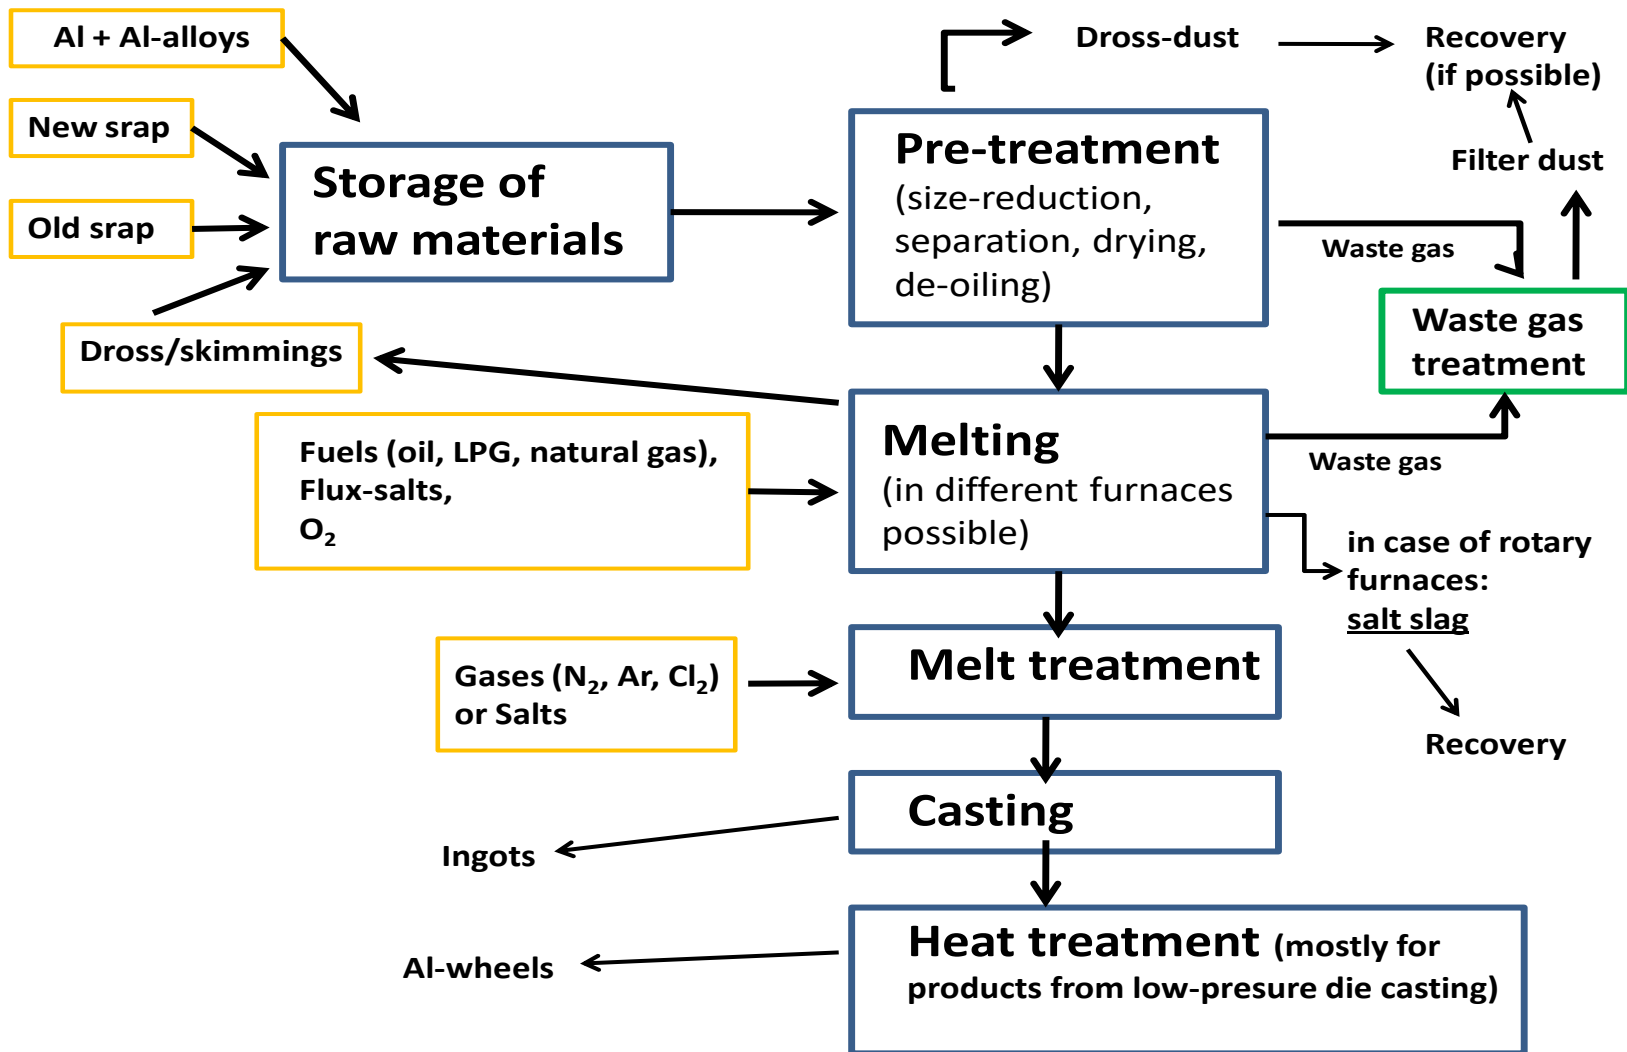 Al + Al-alloys
New srap
Old srap
Dross/skimmings
Storage of
raw materials
Dross-dust
Recovery
(if possible)
Filter dust
Pre-treatment
(size-reduction,
separation, drying,
de-oiling)
Waste gas
Waste gas
treatment
Fuels (oil, LPG, natural gas),
Flux-salts,
O₂
Melting
(in different furnaces
possible)
Waste gas
in case of rotary
furnaces:
salt slag
Recovery
Gases (N₂, Ar, Cl₂)
or Salts
Melt treatment
Casting
Ingots
Heat treatment (mostly for
products from low-presure die casting)
Al-wheels